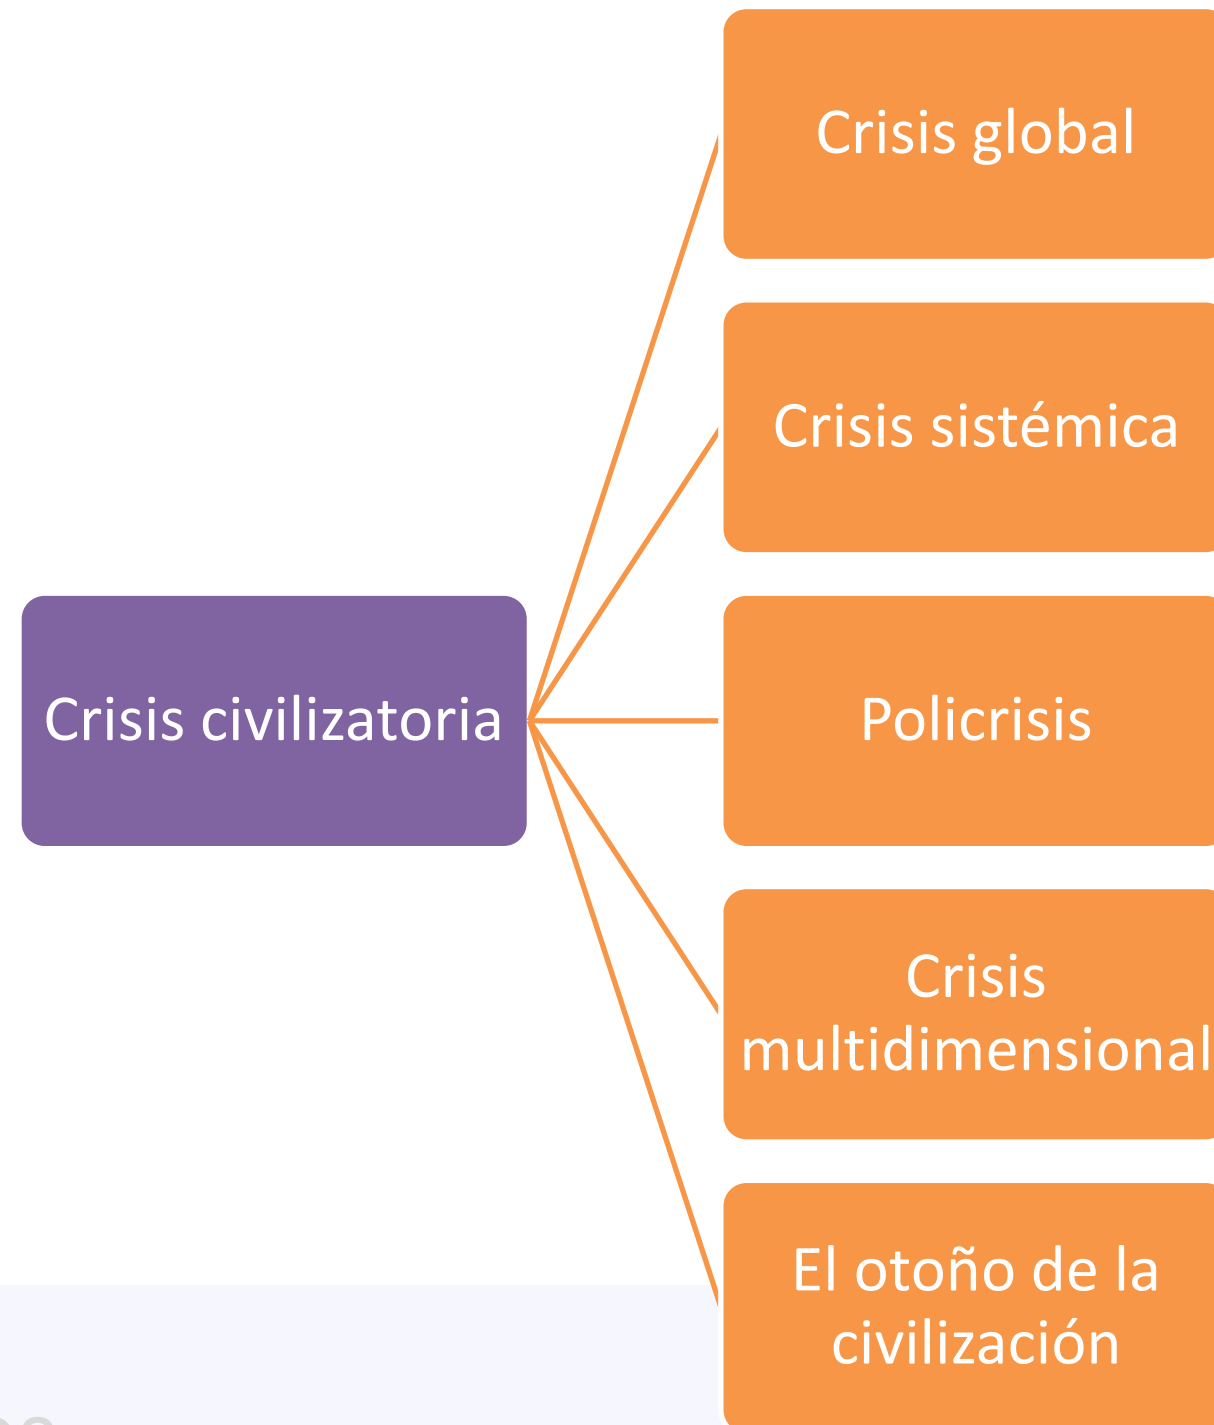 Crisis global
Crisis sistémica
Crisis civilizatoria
Policrisis
Crisis
multidimensional
El otoño de la
civilización